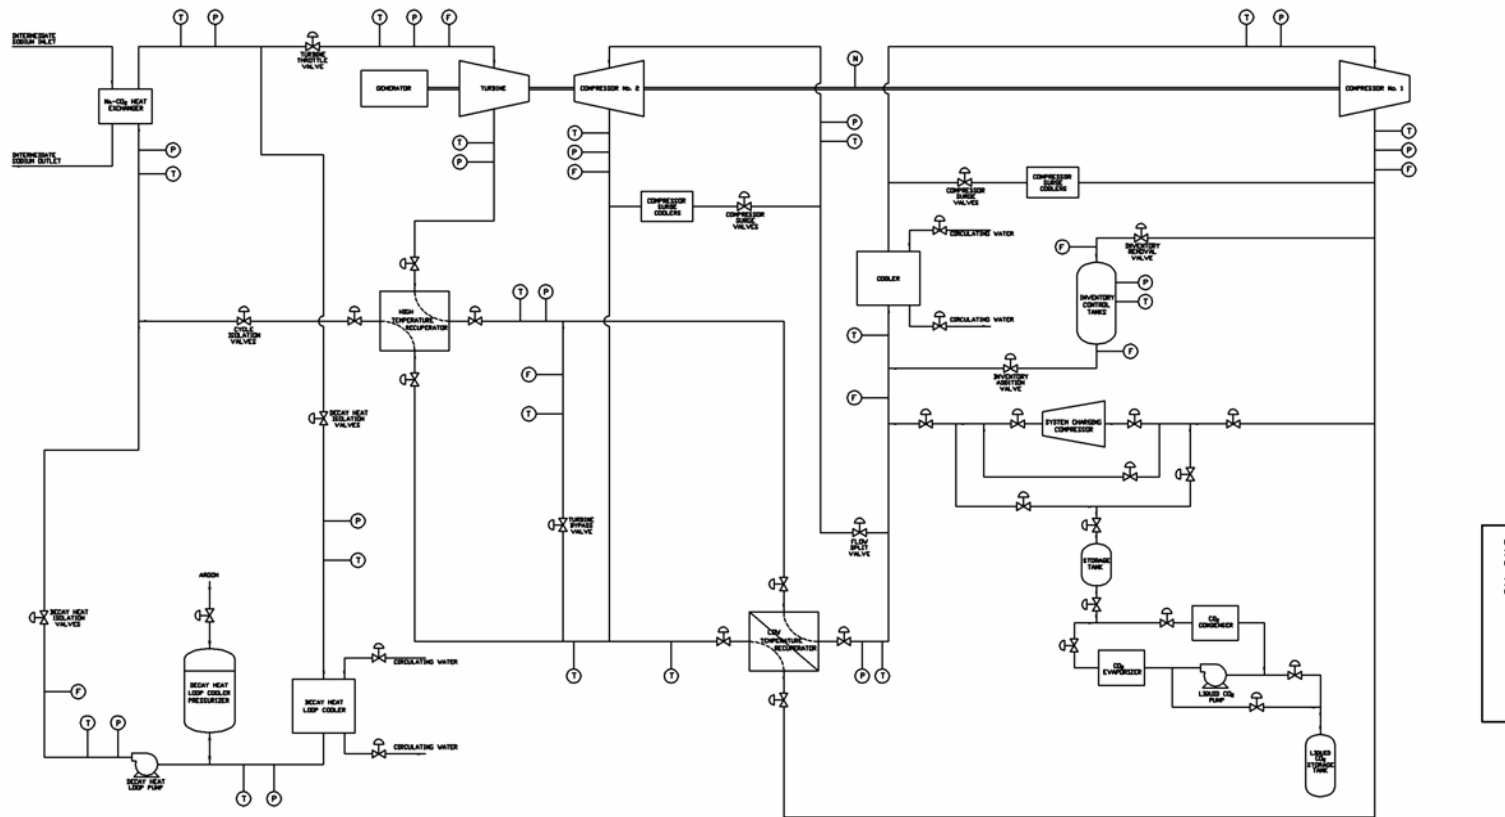 T
P
T
P
F
T
P
INTERMEDIATE
SODIUM INLET
TURBINE
THROTTLE
VALVE
N
GENERATOR
TURBINE
COMPRESSOR No. 2
COMPRESSOR No. 1
Na-CO₂ HEAT
EXCHANGER
P
T
INTERMEDIATE
SODIUM OUTLET
T
P
T
P
F
P
T
T
P
F
COMPRESSOR
SURGE
COOLERS
COMPRESSOR
SURGE
VALVES
COMPRESSOR
SURGE
VALVES
COMPRESSOR
SURGE
COOLERS
CIRCULATING WATER
COOLER
CIRCULATING WATER
F
INVENTORY
REMOVAL
VALVE
INVENTORY
CONTROL
TANKS
P
T
F
T
F
INVENTORY
ADDITION
VALVE
CYCLE
ISOLATION
VALVES
HIGH
TEMPERATURE
RECUPERATOR
T
P
F
T
DECAY HEAT
ISOLATION
VALVES
SYSTEM CHARGING
COMPRESSOR
P
T
TURBINE
BYPASS
VALVE
FLOW
SPLIT
VALVE
STORAGE
TANK
ARGON
DECAY HEAT
ISOLATION
VALVES
LOW
TEMPERATURE
RECUPERATOR
T
T
P
T
CO₂
CONDENSER
CO₂
EVAPORIZER
LIQUID CO₂
PUMP
LIQUID
CO₂
STORAGE
TANK
CIRCULATING WATER
DECAY HEAT
LOOP COOLER
PRESSURIZER
DECAY HEAT
LOOP COOLER
CIRCULATING WATER
F
T
P
DECAY HEAT
LOOP PUMP
T
P